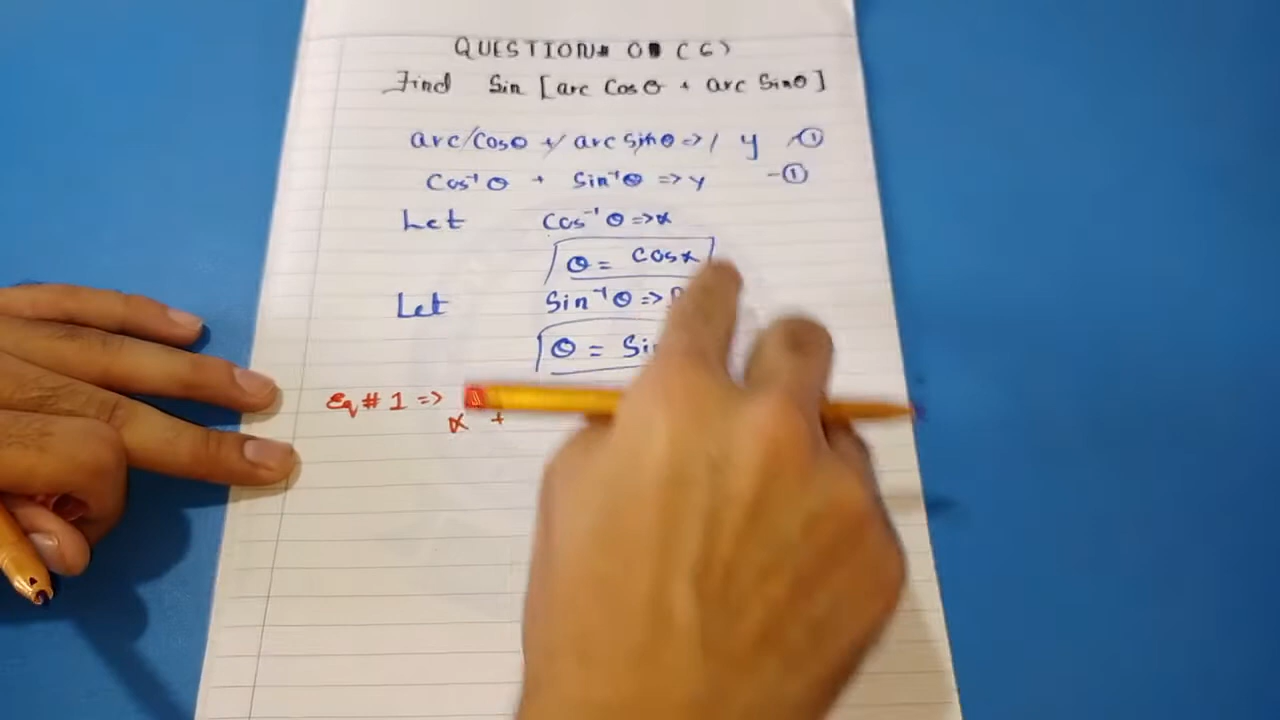 QUESTION# 0 (6)
Find Sin [arc Cosθ + arc Sinθ]
arc/Cosθ +/ arc Sinθ => / y ①
Cos⁻¹θ + Sin⁻¹θ => y -①
Let Cos⁻¹θ => α
θ = Cosα
Let Sin⁻¹θ =>
θ =
Eq # 1 =>
α +